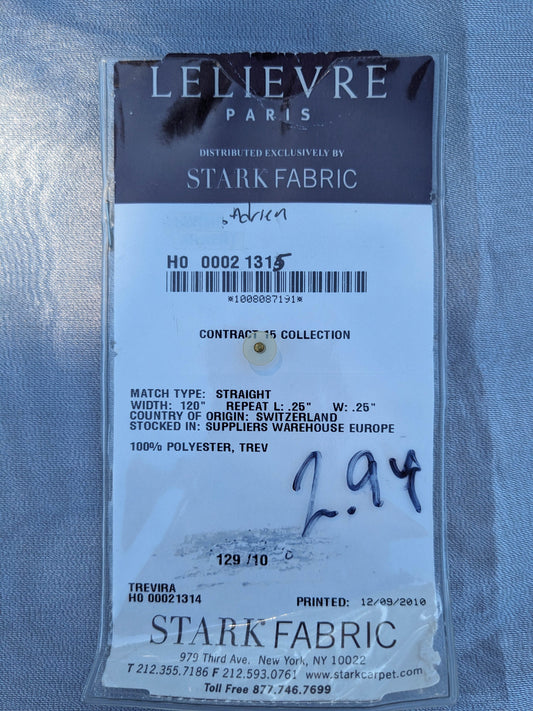 LELIEVRE
PARIS
DISTRIBUTED EXCLUSIVELY BY
STARK FABRIC
Adrien
HO 0002 1315
*1008087191*
CONTRACT 15 COLLECTION
MATCH TYPE: STRAIGHT
WIDTH: 120" REPEAT L: .25" W: .25"
COUNTRY OF ORIGIN: SWITZERLAND
STOCKED IN: SUPPLIERS WAREHOUSE EUROPE
100% POLYESTER, TREV
2.94
129 /10
TREVIRA
HO 00021314
PRINTED: 12/09/2010
STARK FABRIC
979 Third Ave. New York, NY 10022
T 212.355.7186 F 212.593.0761 www.starkcarpet.com
Toll Free 877.746.7699